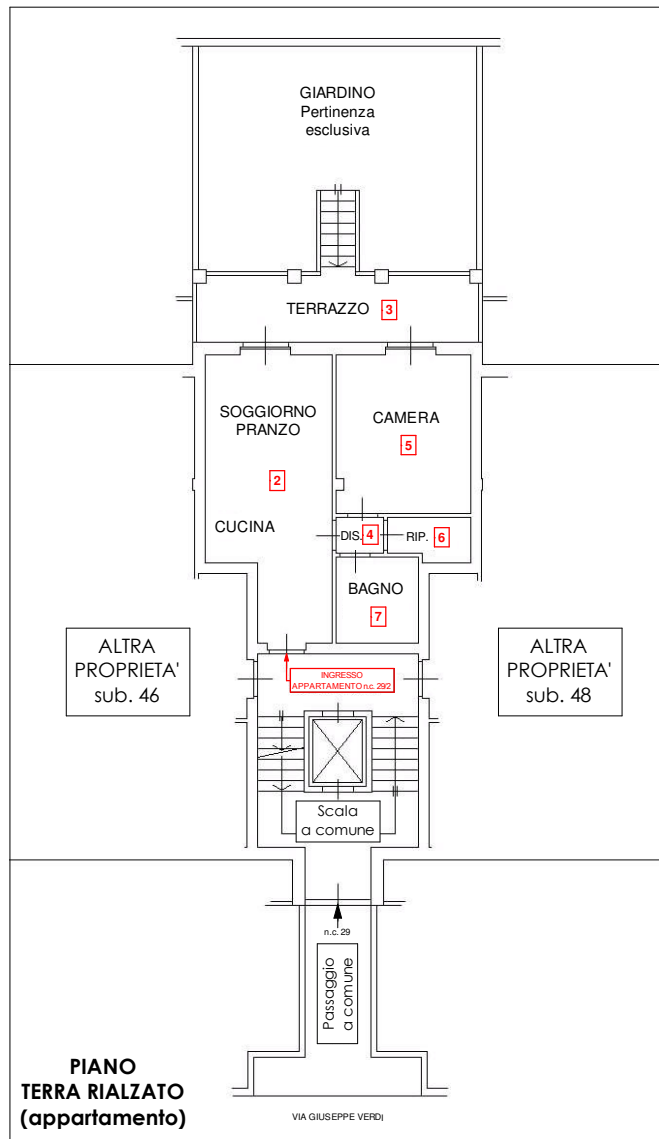 GIARDINO
Pertinenza
esclusiva
TERRAZZO 3
SOGGIORNO
PRANZO
CAMERA
5
2
CUCINA
DIS. 4
RIP. 6
BAGNO
7
ALTRA
PROPRIETA'
sub. 46
ALTRA
PROPRIETA'
sub. 48
INGRESSO
APPARTAMENTO n.c. 29/2
Scala
a comune
n.c. 29
Passaggio
a comune
PIANO
TERRA RIALZATO
(appartamento)
VIA GIUSEPPE VERDI